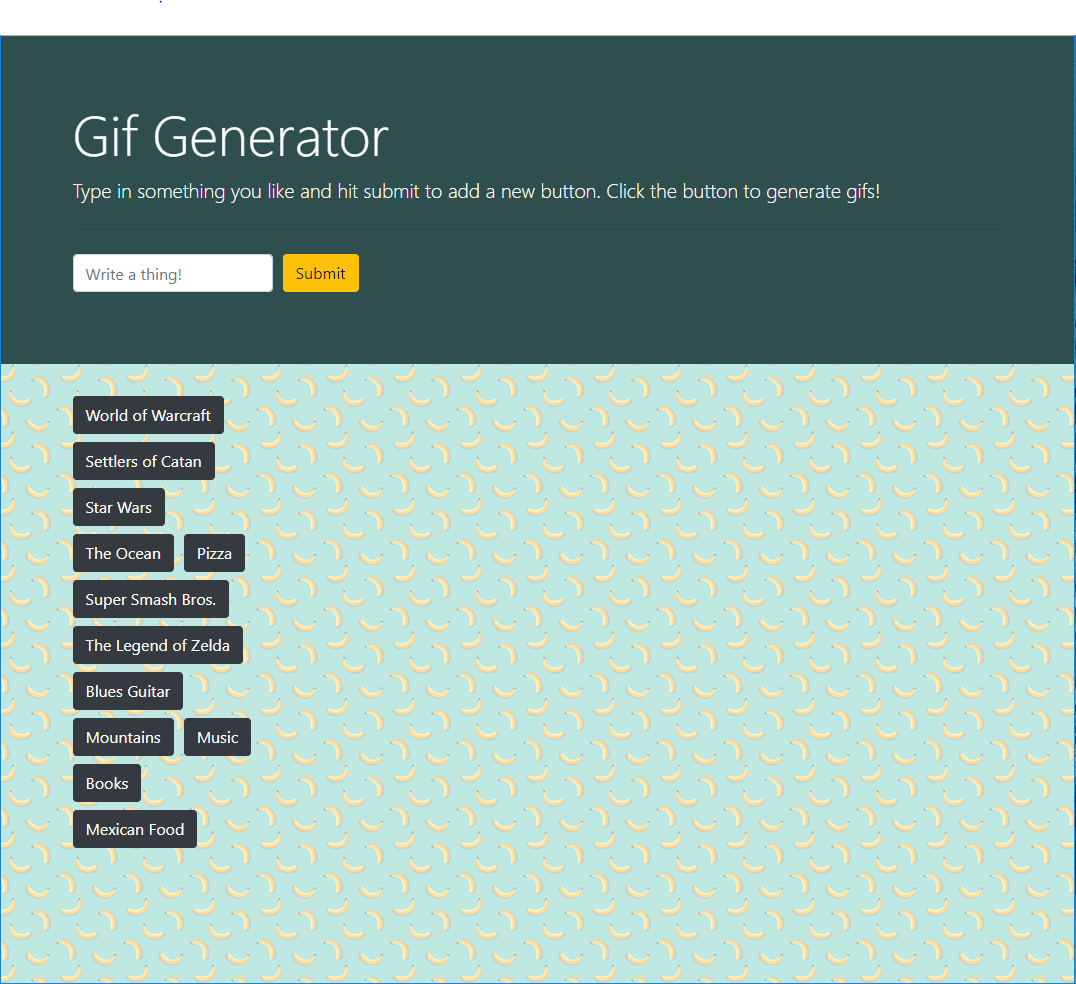 Gif Generator
Type in something you like and hit submit to add a new button. Click the button to generate gifs!
Write a thing! Submit
World of Warcraft
Settlers of Catan
Star Wars
The Ocean Pizza
Super Smash Bros.
The Legend of Zelda
Blues Guitar
Mountains Music
Books
Mexican Food